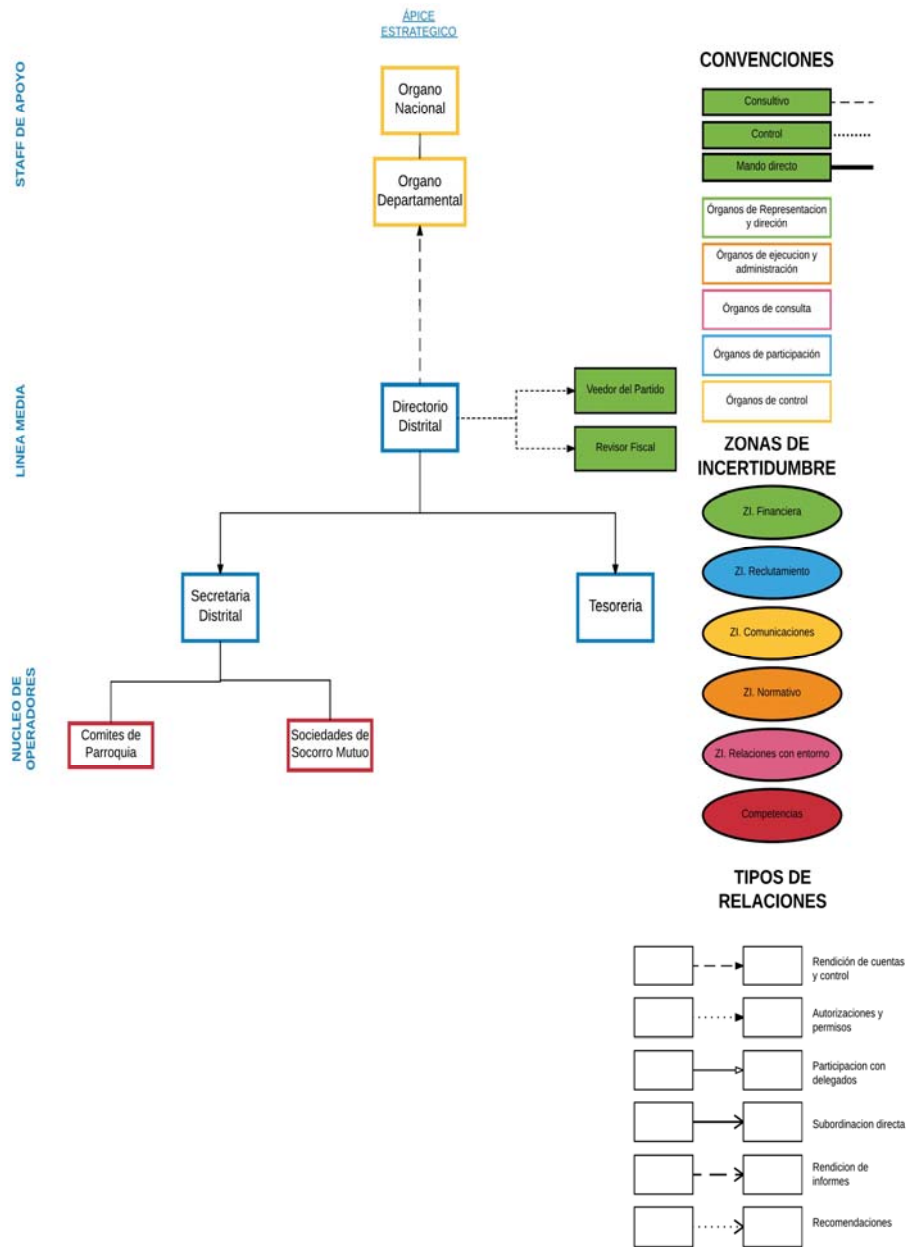 ÁPICE
ESTRATEGICO
STAFF DE APOYO
Organo
Nacional
Organo
Departamental
LINEA MEDIA
Directorio
Distrital
Veedor del Partido
Revisor Fiscal
Secretaria
Distrital
Tesoreria
NUCLEO DE
OPERADORES
Comites de
Parroquia
Sociedades de
Socorro Mutuo
CONVENCIONES
Consultivo
Control
Mando directo
Órganos de Representacion
y direción
Órganos de ejecucion y
administración
Órganos de consulta
Órganos de participación
Órganos de control
ZONAS DE
INCERTIDUMBRE
ZI. Financiera
ZI. Reclutamiento
ZI. Comunicaciones
ZI. Normativo
ZI. Relaciones con entorno
Competencias
TIPOS DE
RELACIONES
Rendición de cuentas
y control
Autorizaciones y
permisos
Participacion con
delegados
Subordinacion directa
Rendicion de
informes
Recomendaciones